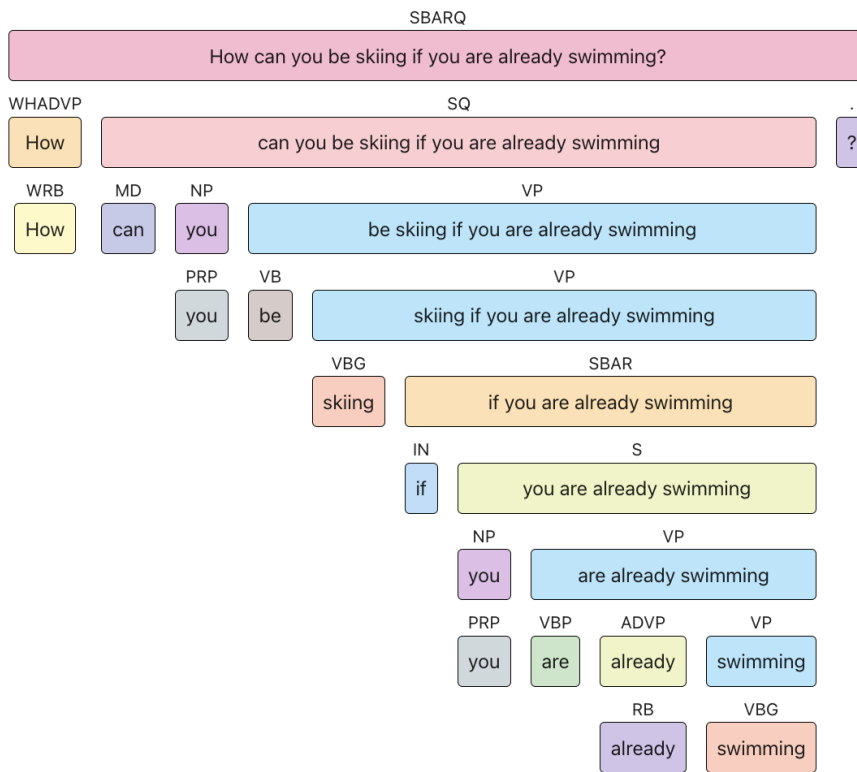 SBARQ
How can you be skiing if you are already swimming?
WHADVP SQ .
How can you be skiing if you are already swimming ?
WRB MD NP VP
How can you be skiing if you are already swimming
PRP VB VP
you be skiing if you are already swimming
VBG SBAR
skiing if you are already swimming
IN S
if you are already swimming
NP VP
you are already swimming
PRP VBP ADVP VP
you are already swimming
RB VBG
already swimming